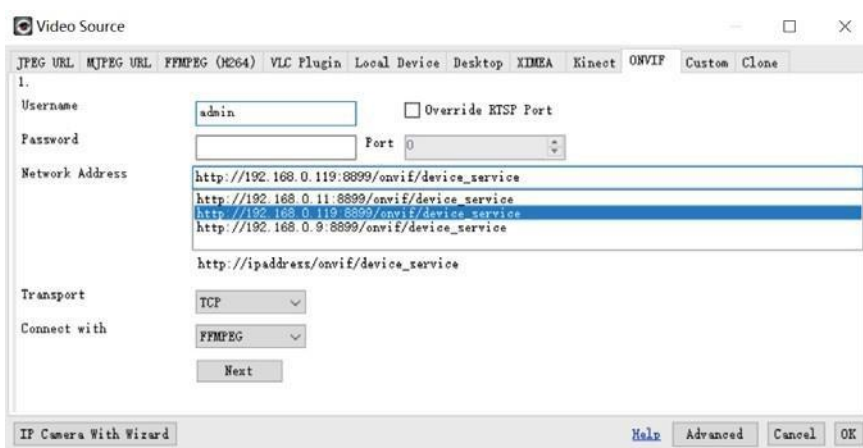 Video Source
JPEG URL MJPEG URL FFMPEG (H264) VLC Plugin Local Device Desktop XIMEA Kinect ONVIF Custom Clone
1.
Username admin Override RTSP Port
Password Port 0
Network Address http://192.168.0.119:8899/onvif/device_service
http://192.168.0.11:8899/onvif/device_service
http://192.168.0.119:8899/onvif/device_service
http://192.168.0.9:8899/onvif/device_service
http://ipaddress/onvif/device_service
Transport TCP
Connect with FFMPEG
Next
IP Camera With Wizard Help Advanced Cancel OK